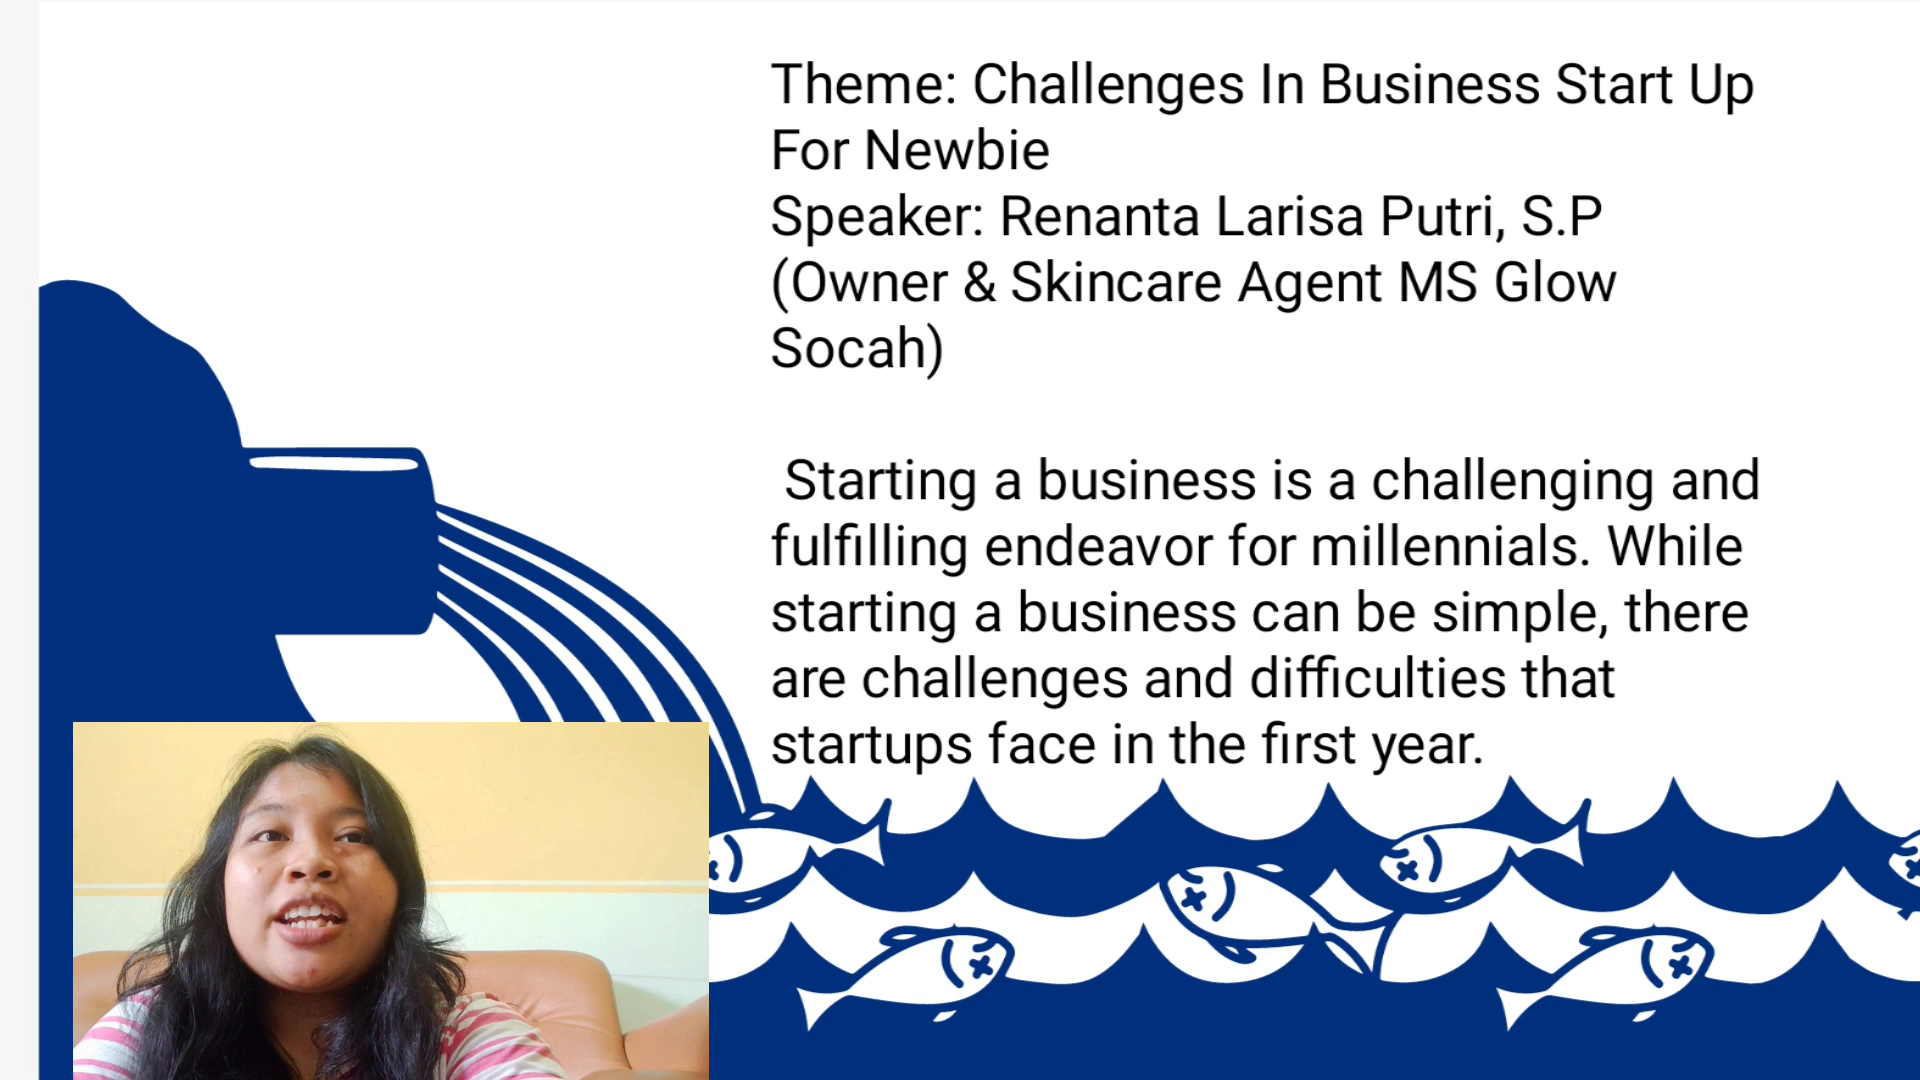 Theme: Challenges In Business Start Up
For Newbie
Speaker: Renanta Larisa Putri, S.P
(Owner & Skincare Agent MS Glow
Socah)
Starting a business is a challenging and
fulfilling endeavor for millennials. While
starting a business can be simple, there
are challenges and difficulties that
startups face in the first year.